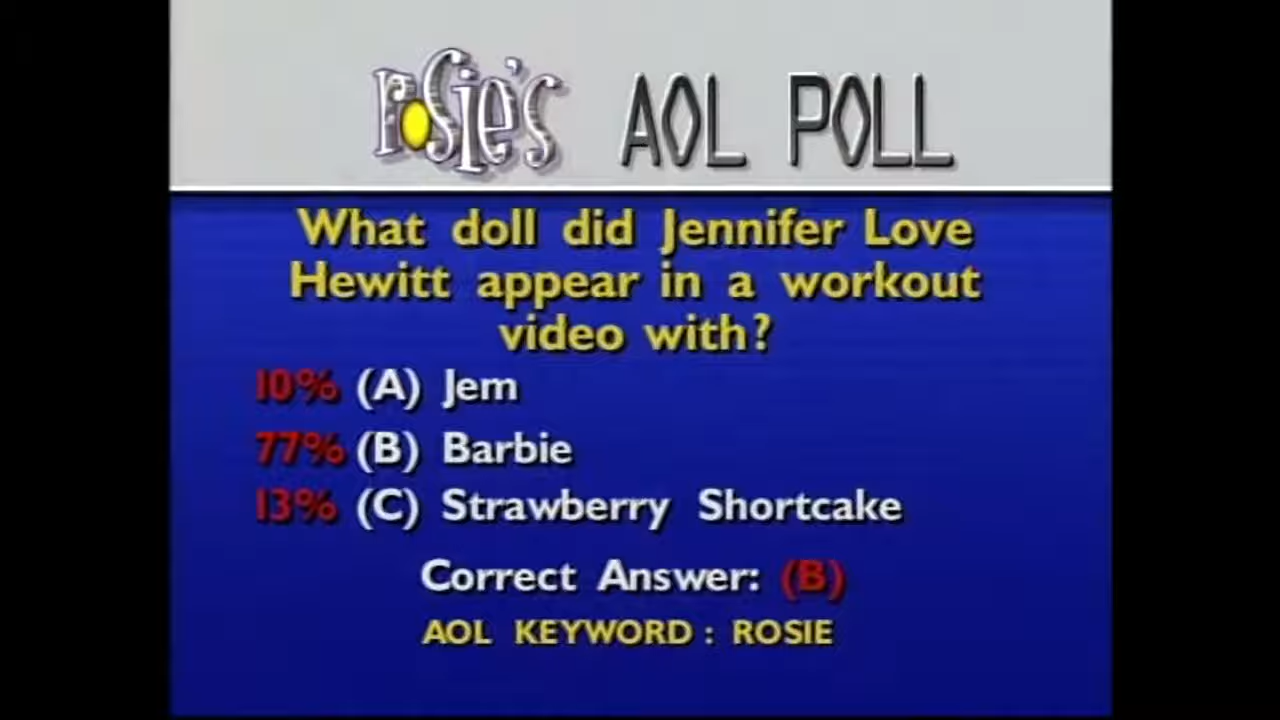 rosie's AOL POLL
What doll did Jennifer Love
Hewitt appear in a workout
video with?
10% (A) Jem
77% (B) Barbie
13% (C) Strawberry Shortcake
Correct Answer: (B)
AOL KEYWORD : ROSIE